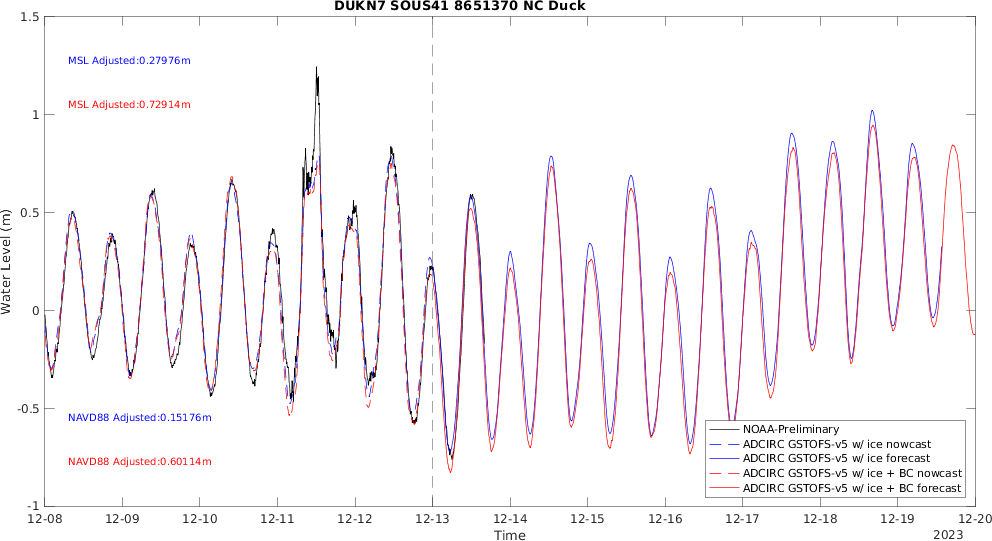 DUKN7 SOUS41 8651370 NC Duck
1.5
1
0.5
0
-0.5
-1
Water Level (m)
MSL Adjusted:0.27976m
MSL Adjusted:0.72914m
NAVD88 Adjusted:0.15176m
NAVD88 Adjusted:0.60114m
NOAA-Preliminary
ADCIRC GSTOFS-v5 w/ ice nowcast
ADCIRC GSTOFS-v5 w/ ice forecast
ADCIRC GSTOFS-v5 w/ ice + BC nowcast
ADCIRC GSTOFS-v5 w/ ice + BC forecast
12-08 12-09 12-10 12-11 12-12 12-13 12-14 12-15 12-16 12-17 12-18 12-19 12-20
Time
2023